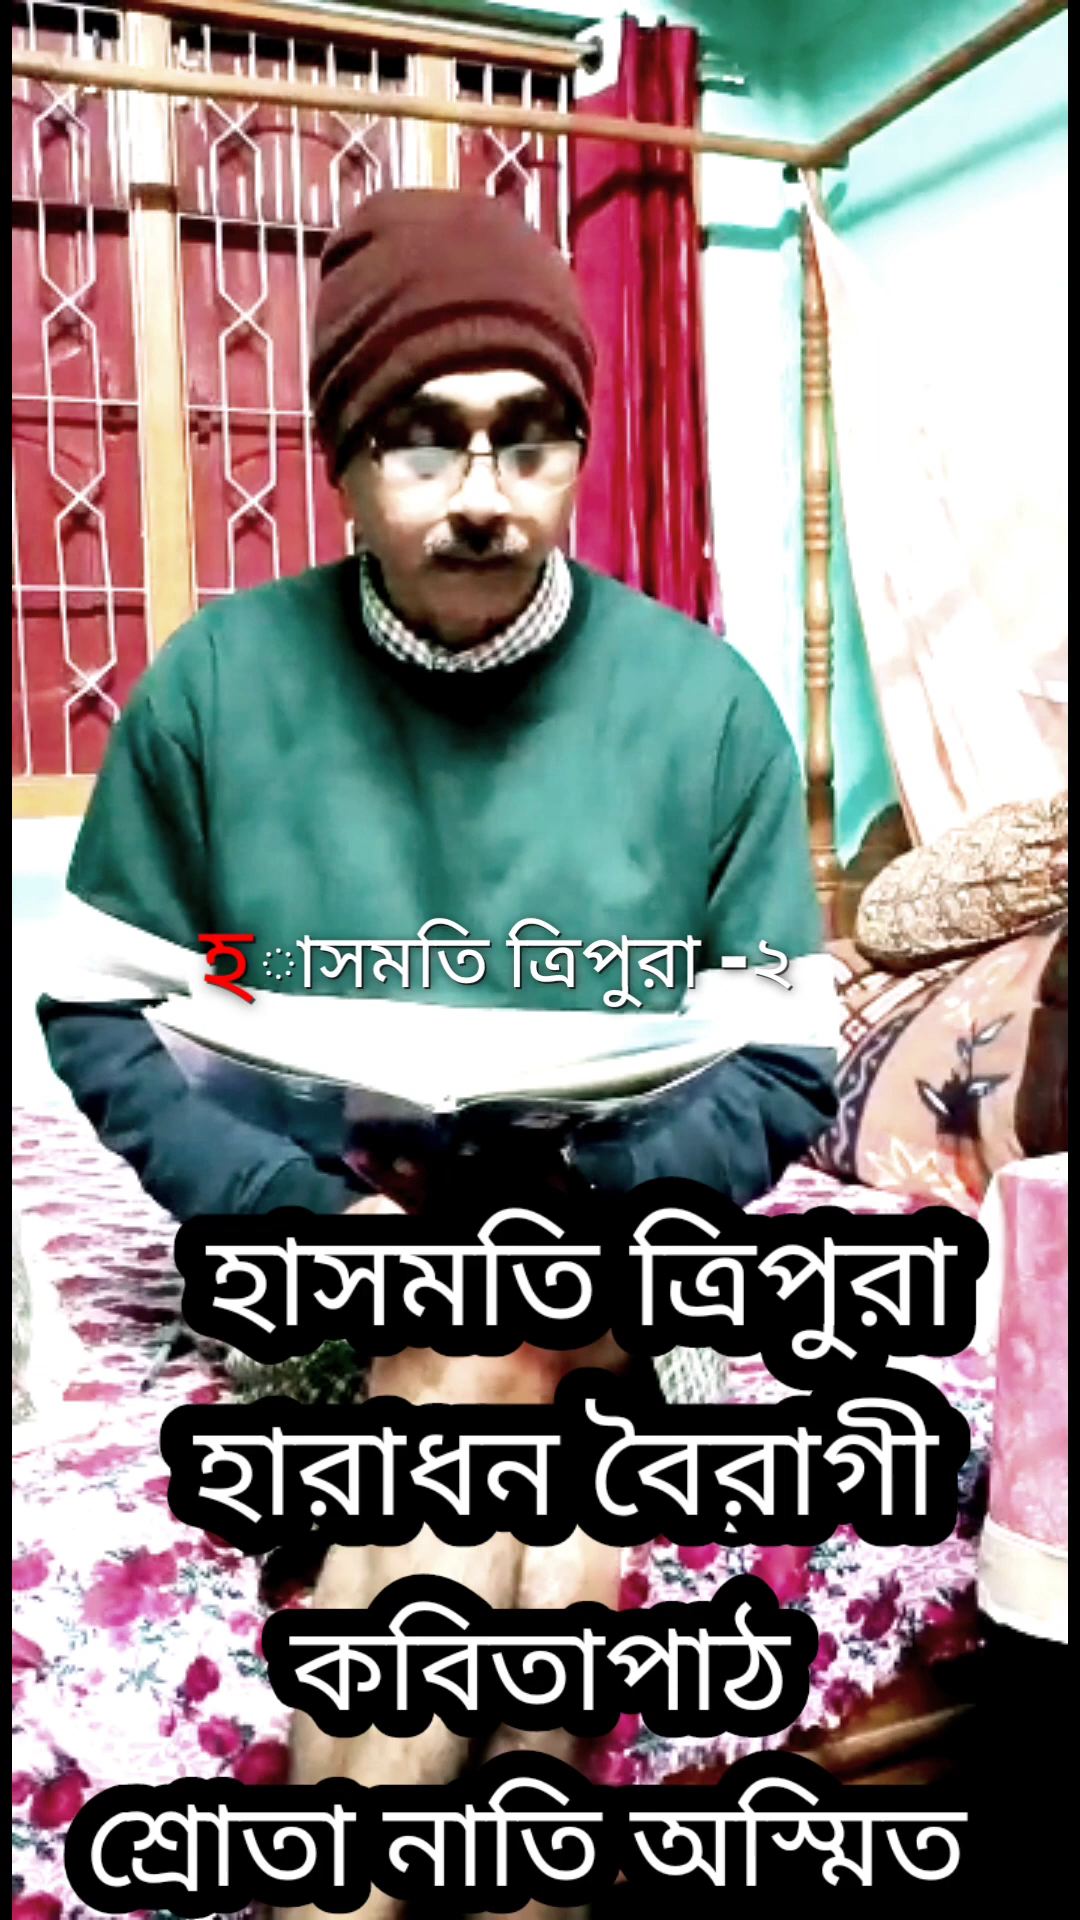 হাসমতি ত্রিপুরা -২
হাসমতি ত্রিপুরা
হারাধন বৈরাগী
কবিতাপাঠ
শ্রোতা নাতি অস্মিত